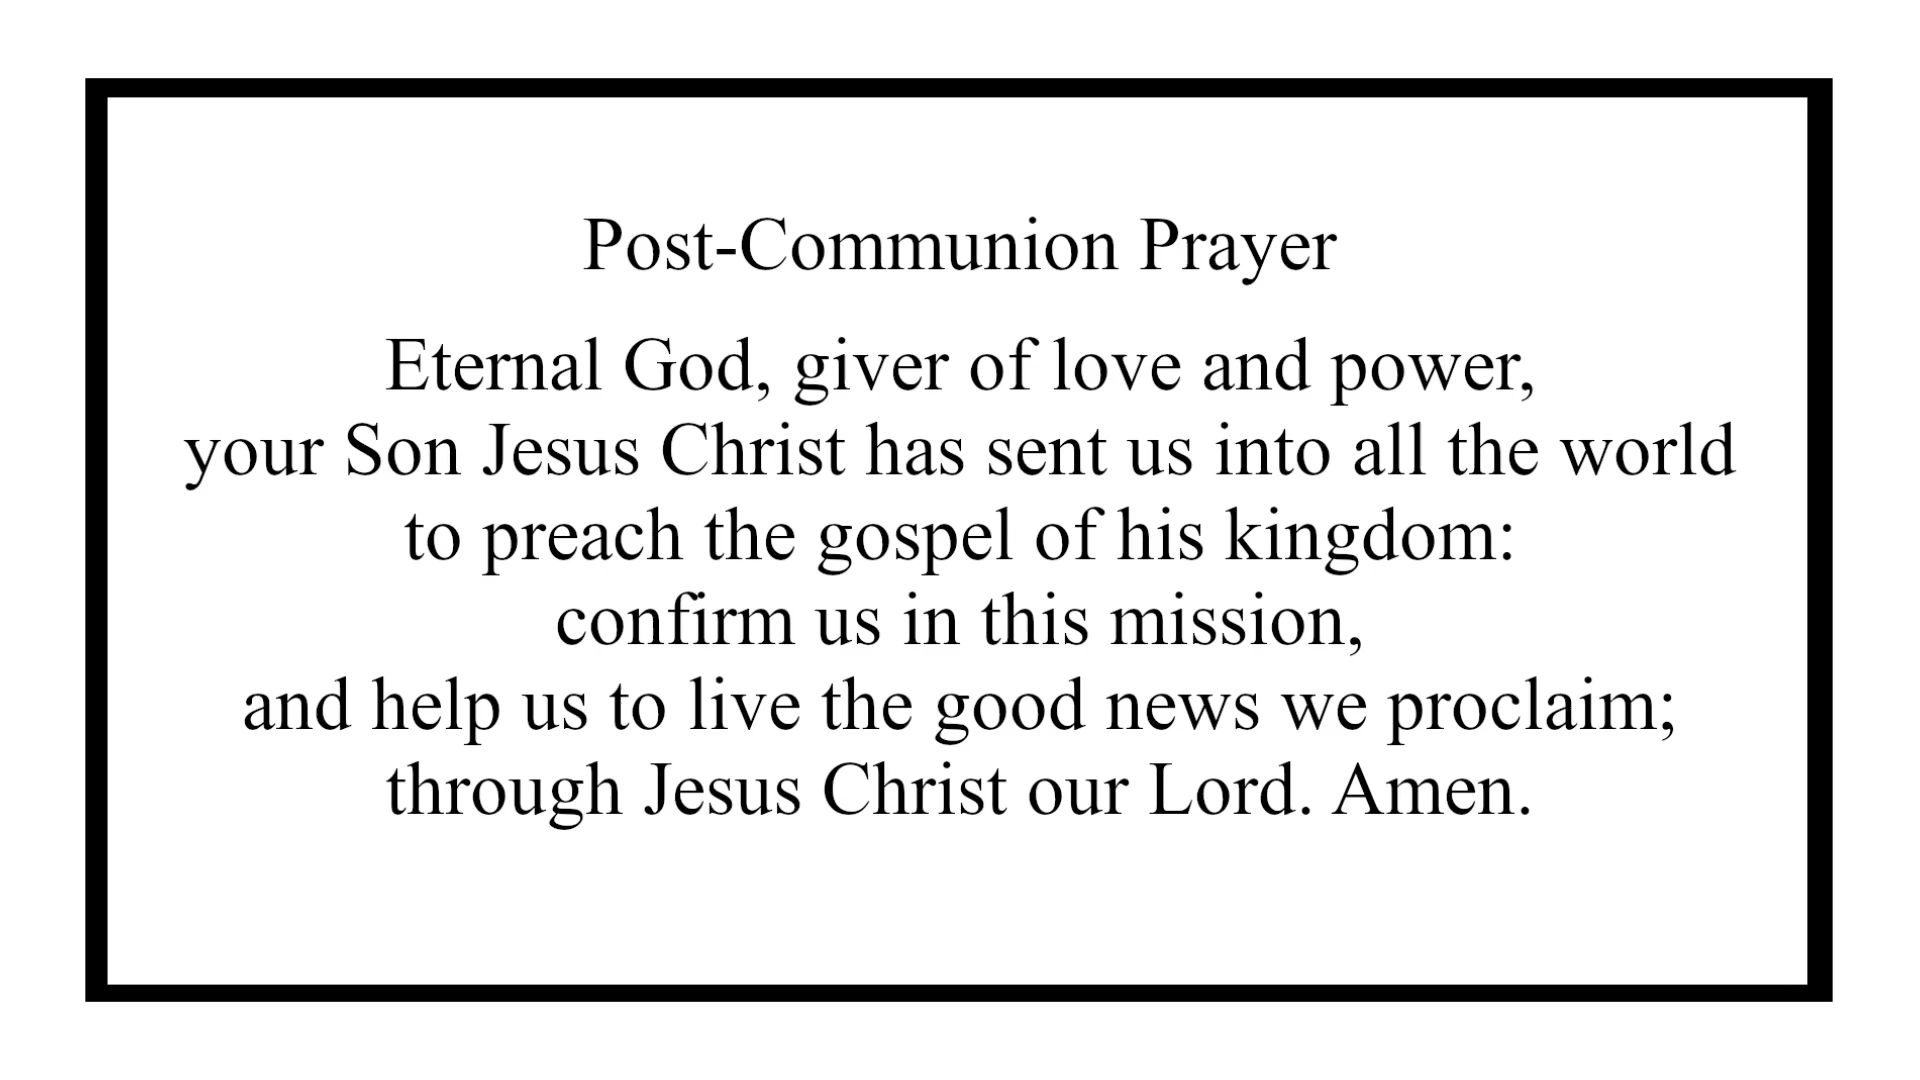 Post-Communion Prayer
Eternal God, giver of love and power,
your Son Jesus Christ has sent us into all the world
to preach the gospel of his kingdom:
confirm us in this mission,
and help us to live the good news we proclaim;
through Jesus Christ our Lord. Amen.